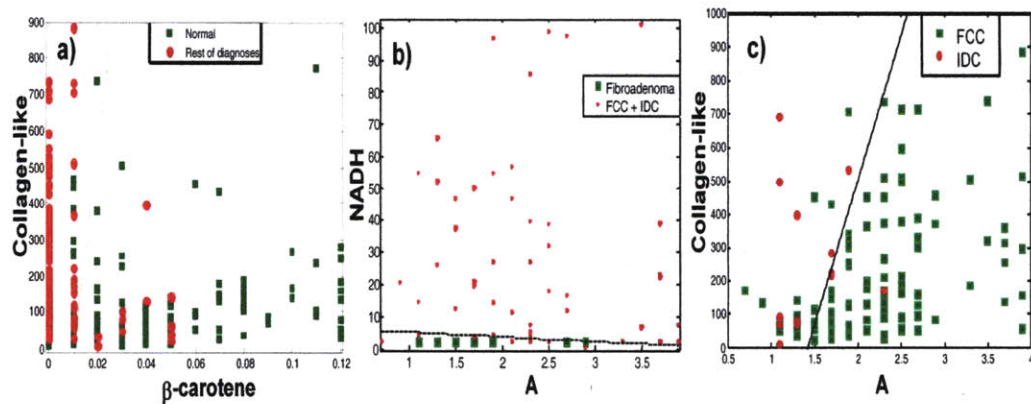 a)
Normal
Rest of diagnoses
Collagen-like
900
800
700
600
500
400
300
200
100
0
0 0.02 0.04 0.06 0.08 0.10 0.12
β-carotene
b)
Fibroadenoma
FCC + IDC
NADH
100
90
80
70
60
50
40
30
20
10
0
1 1.5 2 2.5 3 3.5
A
c)
FCC
IDC
Collagen-like
1000
900
800
700
600
500
400
300
200
100
0
0.5 1 1.5 2 2.5 3 3.5 4
A